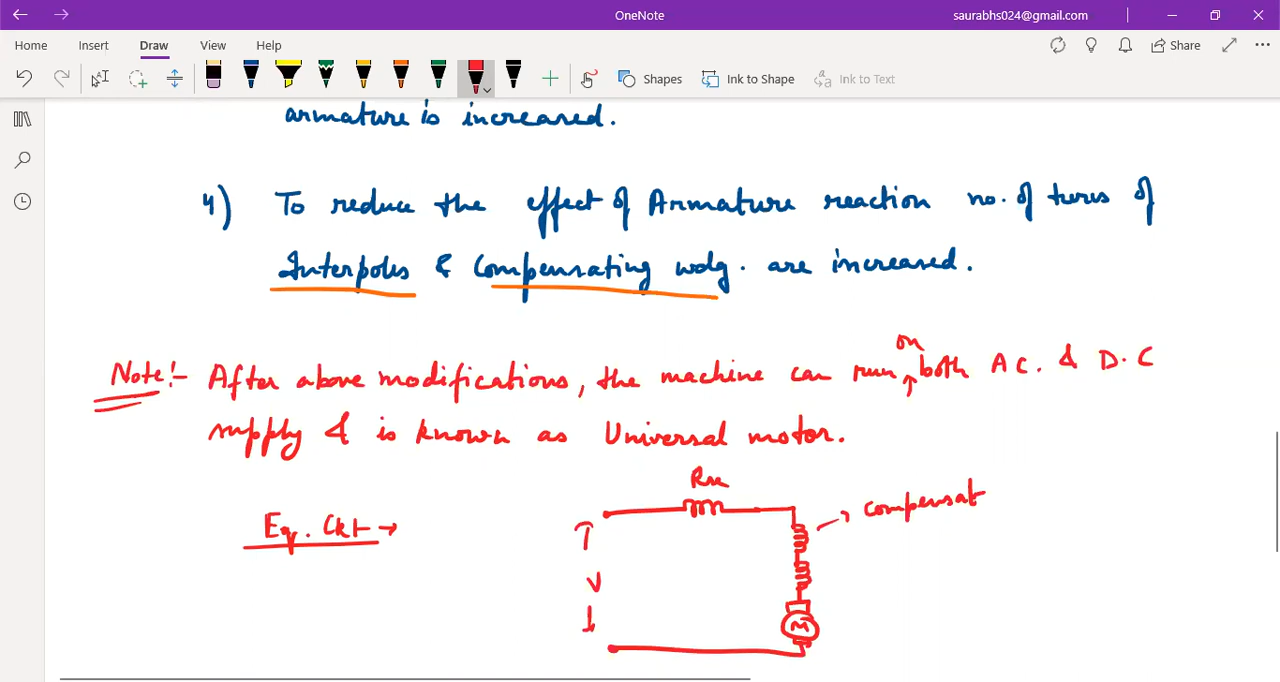 OneNote
saurabhs024@gmail.com
Home Insert Draw View Help
Share
Shapes
Ink to Shape
Ink to Text
armature is increased.
4) To reduce the effect of Armature reaction no. of turns of
Interpoles & Compensating wdg. are increased.
on
Note:- After above modifications, the machine can run both A.C. & D.C
supply & is known as Universal motor.
Rse
Eq. Ckt →
compensat
V
M